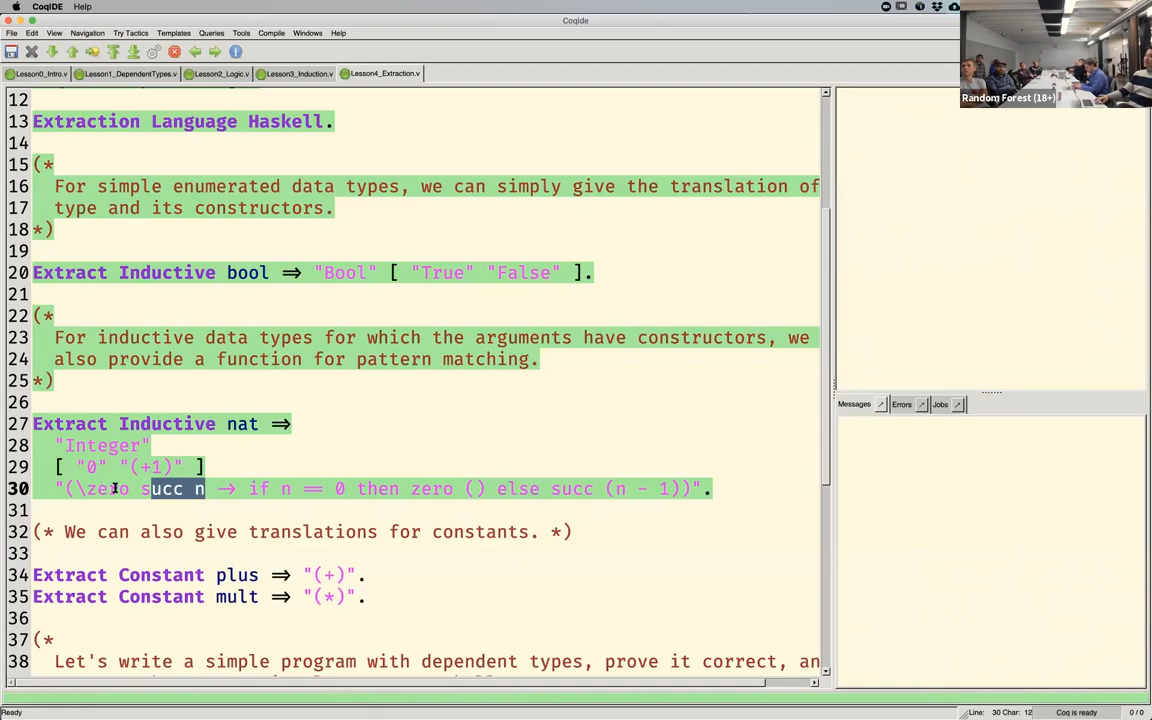 CoqIDE Help
CoqIde
File Edit View Navigation Try Tactics Templates Queries Tools Compile Windows Help
Lesson0_Intro.v Lesson1_DependentTypes.v Lesson2_Logic.v Lesson3_Induction.v Lesson4_Extraction.v
12
13 Extraction Language Haskell.
14
15 (*
16 For simple enumerated data types, we can simply give the translation of
17 type and its constructors.
18 *)
19
20 Extract Inductive bool ⇒ "Bool" [ "True" "False" ].
21
22 (*
23 For inductive data types for which the arguments have constructors, we
24 also provide a function for pattern matching.
25 *)
26
27 Extract Inductive nat ⇒
28 "Integer"
29 [ "0" "(+1)" ]
30 "(\zero succ n → if n == 0 then zero () else succ (n - 1))".
31
32 (* We can also give translations for constants. *)
33
34 Extract Constant plus ⇒ "(+)".
35 Extract Constant mult ⇒ "(*)".
36
37 (*
38 Let's write a simple program with dependent types, prove it correct, an
Messages Errors Jobs
Random Forest (18+)
Ready
Line: 30 Char: 12 Coq is ready 0 / 0